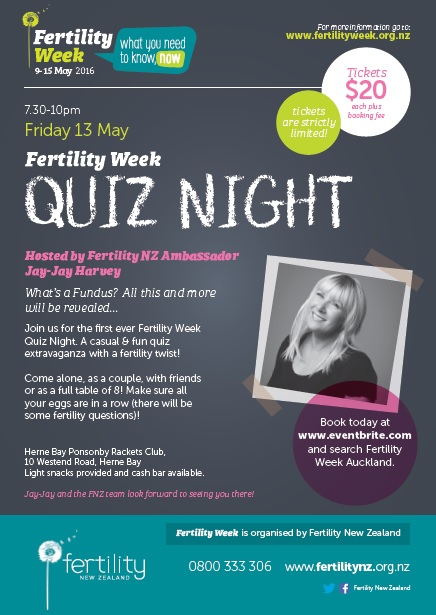 Fertility
Week
9-15 May 2016
what you need
to know, now
For more information go to:
www.fertilityweek.org.nz
Tickets
$20
each plus
booking fee
tickets
are strictly
limited!
7.30-10pm
Friday 13 May
Fertility Week
QUIZ NIGHT
Hosted by Fertility NZ Ambassador
Jay-Jay Harvey
What's a Fundus? All this and more
will be revealed...
Join us for the first ever Fertility Week
Quiz Night. A casual & fun quiz
extravaganza with a fertility twist!
Come alone, as a couple, with friends
or as a full table of 8! Make sure all
your eggs are in a row (there will be
some fertility questions)!
Book today at
www.eventbrite.com
and search Fertility
Week Auckland.
Herne Bay Ponsonby Rackets Club,
10 Westend Road, Herne Bay
Light snacks provided and cash bar available.
Jay-Jay and the FNZ team look forward to seeing you there!
Fertility Week is organised by Fertility New Zealand
fertility
NEW ZEALAND
0800 333 306 www.fertilitynz.org.nz
Fertility New Zealand